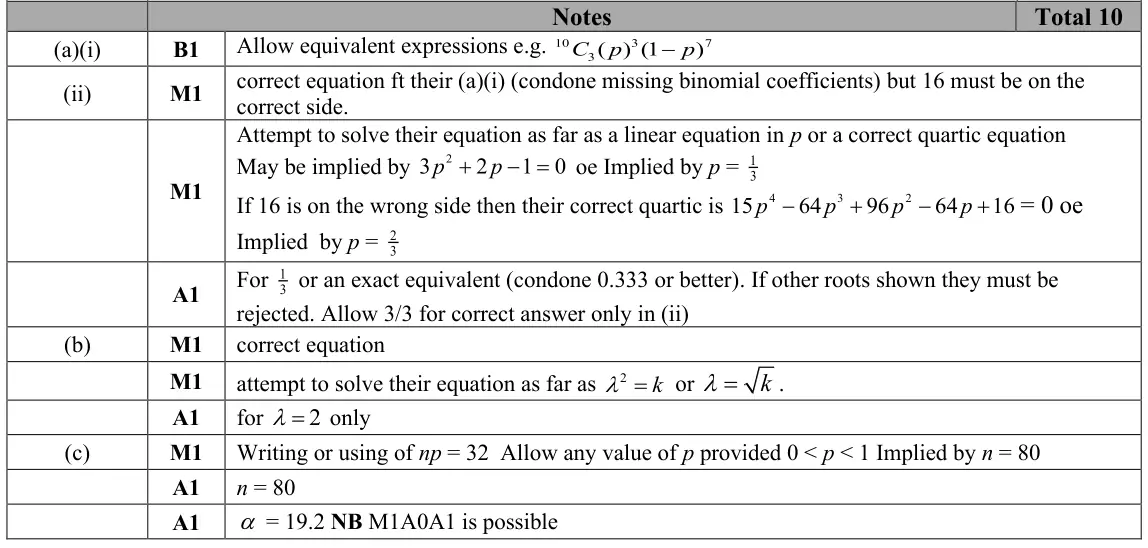 Notes Total 10
(a)(i) B1 Allow equivalent expressions e.g. ¹⁰C₃(p)³(1 − p)⁷
(ii) M1 correct equation ft their (a)(i) (condone missing binomial coefficients) but 16 must be on the
correct side.
M1 Attempt to solve their equation as far as a linear equation in p or a correct quartic equation
May be implied by 3p² + 2p − 1 = 0 oe Implied by p = 1/3
If 16 is on the wrong side then their correct quartic is 15p⁴ − 64p³ + 96p² − 64p + 16 = 0 oe
Implied by p = 2/3
A1 For 1/3 or an exact equivalent (condone 0.333 or better). If other roots shown they must be
rejected. Allow 3/3 for correct answer only in (ii)
(b) M1 correct equation
M1 attempt to solve their equation as far as λ² = k or λ = √k .
A1 for λ = 2 only
(c) M1 Writing or using of np = 32 Allow any value of p provided 0 < p < 1 Implied by n = 80
A1 n = 80
A1 α = 19.2 NB M1A0A1 is possible